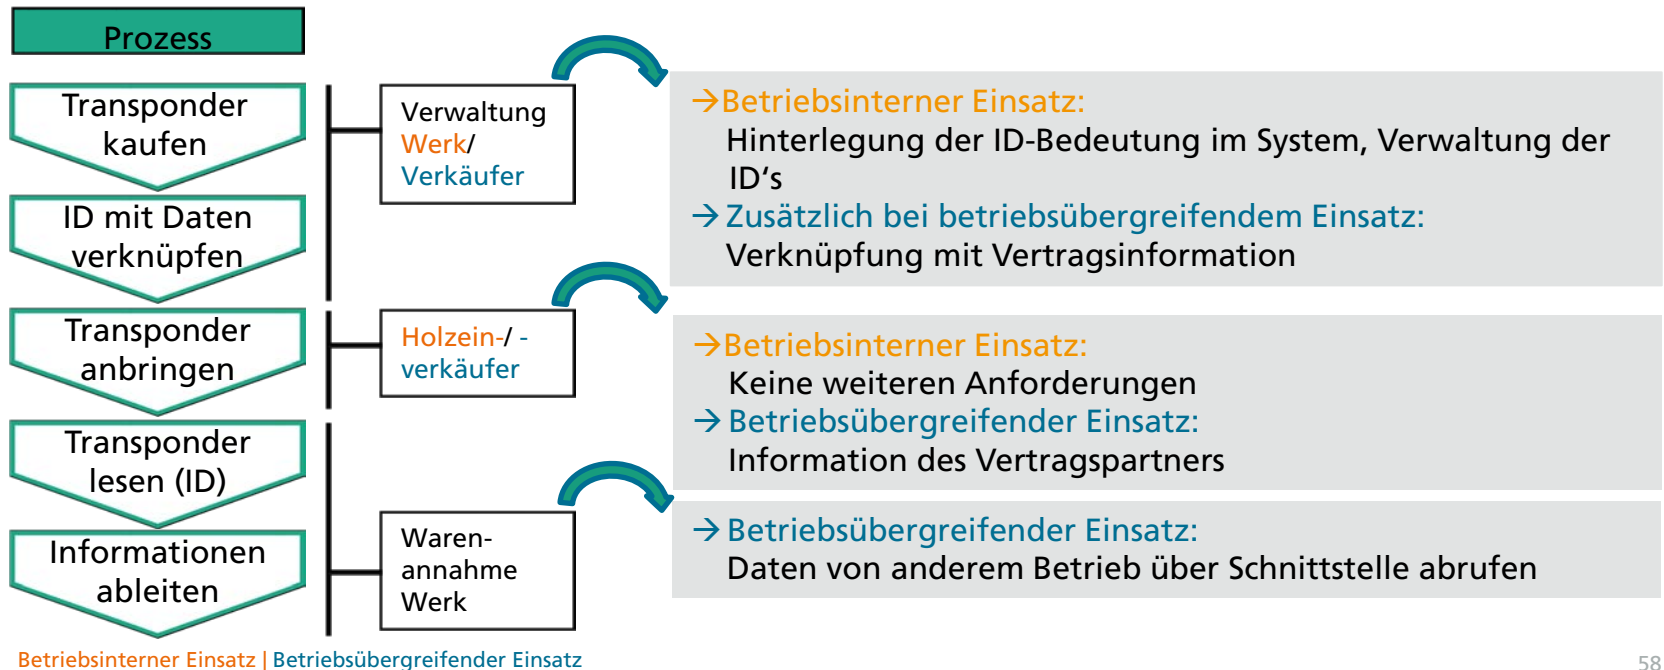 Prozess
Transponder
kaufen
ID mit Daten
verknüpfen
Transponder
anbringen
Transponder
lesen (ID)
Informationen
ableiten
Verwaltung
Werk/
Verkäufer
Holzein-/ -
verkäufer
Waren-
annahme
Werk
→Betriebsinterner Einsatz:
Hinterlegung der ID-Bedeutung im System, Verwaltung der
ID‘s
→ Zusätzlich bei betriebsübergreifendem Einsatz:
Verknüpfung mit Vertragsinformation
→Betriebsinterner Einsatz:
Keine weiteren Anforderungen
→ Betriebsübergreifender Einsatz:
Information des Vertragspartners
→ Betriebsübergreifender Einsatz:
Daten von anderem Betrieb über Schnittstelle abrufen
Betriebsinterner Einsatz | Betriebsübergreifender Einsatz
58